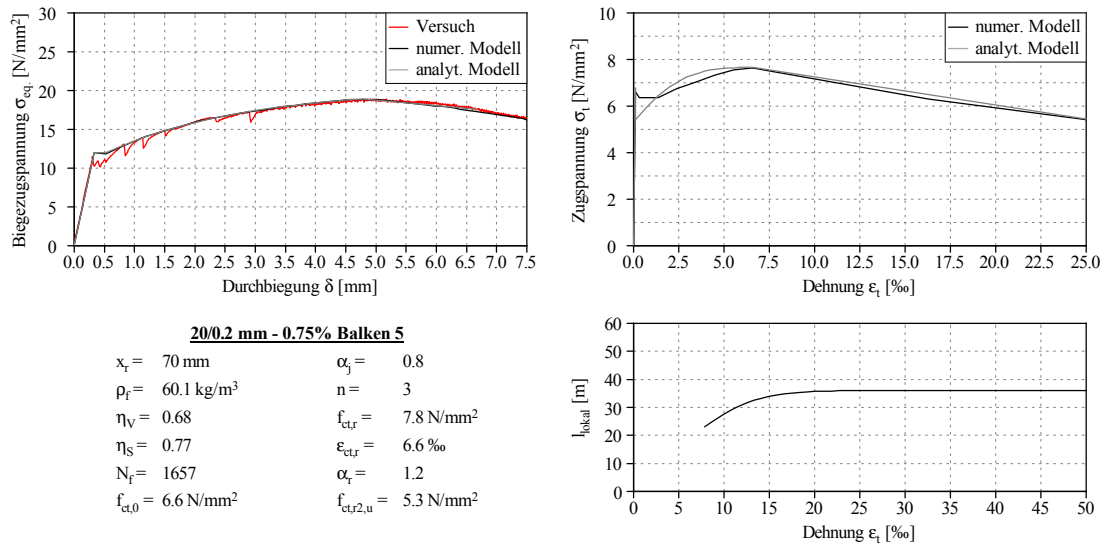 Biegezugspannung σeq. [N/mm²]
30
25
20
15
10
5
0
Versuch
numer. Modell
analyt. Modell
0.0 0.5 1.0 1.5 2.0 2.5 3.0 3.5 4.0 4.5 5.0 5.5 6.0 6.5 7.0 7.5
Durchbiegung δ [mm]
Zugspannung σt [N/mm²]
10
8
6
4
2
0
numer. Modell
analyt. Modell
0.0 2.5 5.0 7.5 10.0 12.5 15.0 17.5 20.0 22.5 25.0
Dehnung εt [‰]
20/0.2 mm - 0.75% Balken 5
xr = 70 mm αj = 0.8
ρf = 60.1 kg/m³ n = 3
ηV = 0.68 fct,r = 7.8 N/mm²
ηS = 0.77 εct,r = 6.6 ‰
Nf = 1657 αr = 1.2
fct,0 = 6.6 N/mm² fct,r2,u = 5.3 N/mm²
llokal [m]
60
50
40
30
20
10
0
0 5 10 15 20 25 30 35 40 45 50
Dehnung εt [‰]